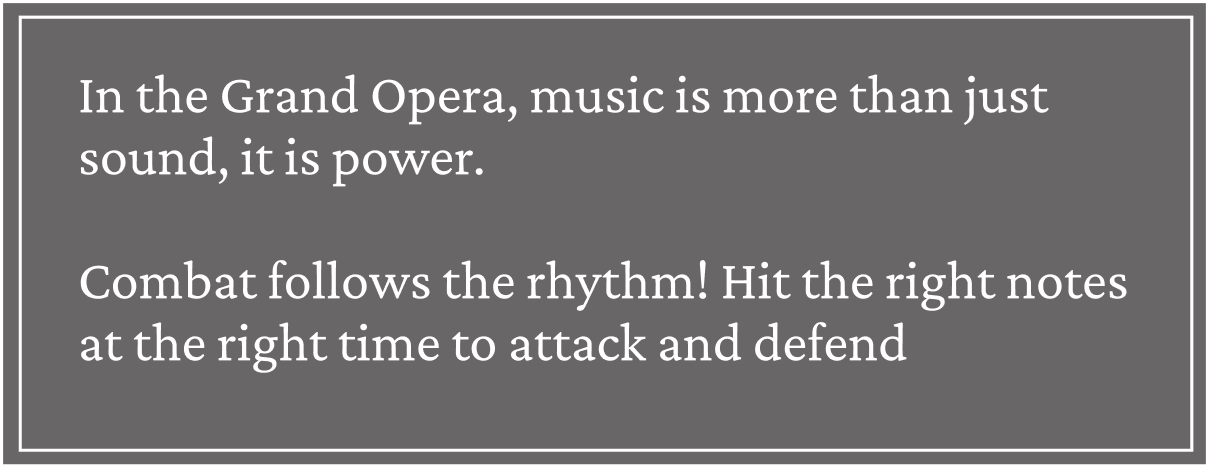 In the Grand Opera, music is more than just
sound, it is power.
Combat follows the rhythm! Hit the right notes
at the right time to attack and defend